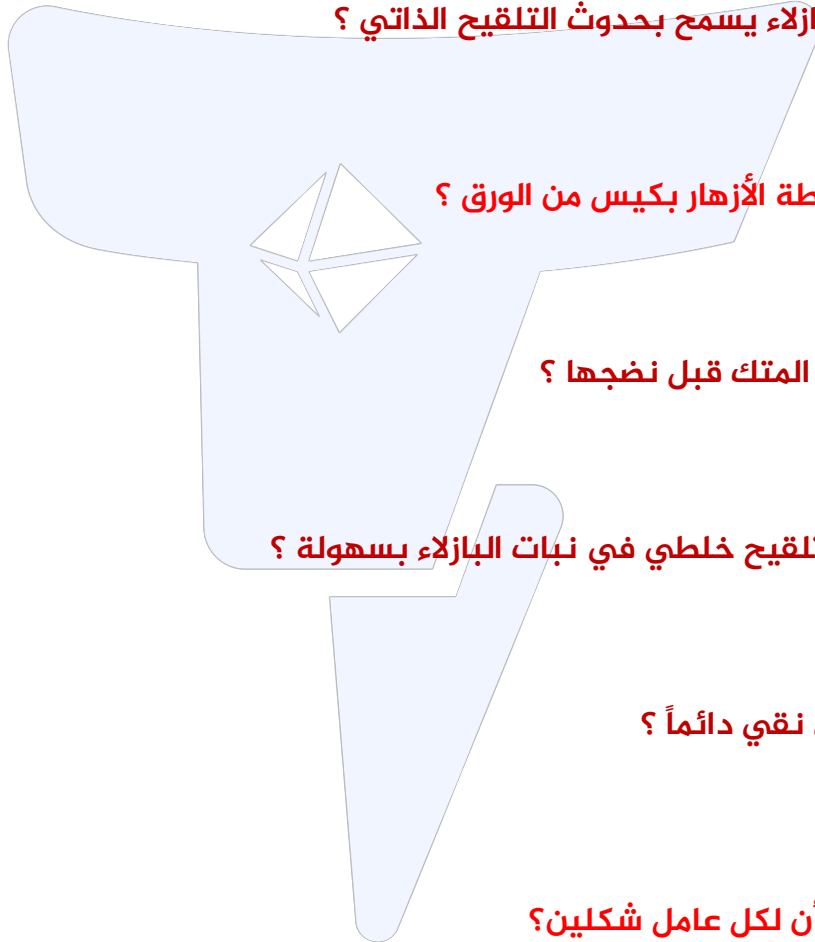 ازلاء يسمح بحدوث التلقيح الذاتي ؟
طة الأزهار بكيس من الورق ؟
المتك قبل نضجها ؟
تلقيح خلطي في نبات البازلاء بسهولة ؟
نقي دائماً ؟
أن لكل عامل شكلين؟